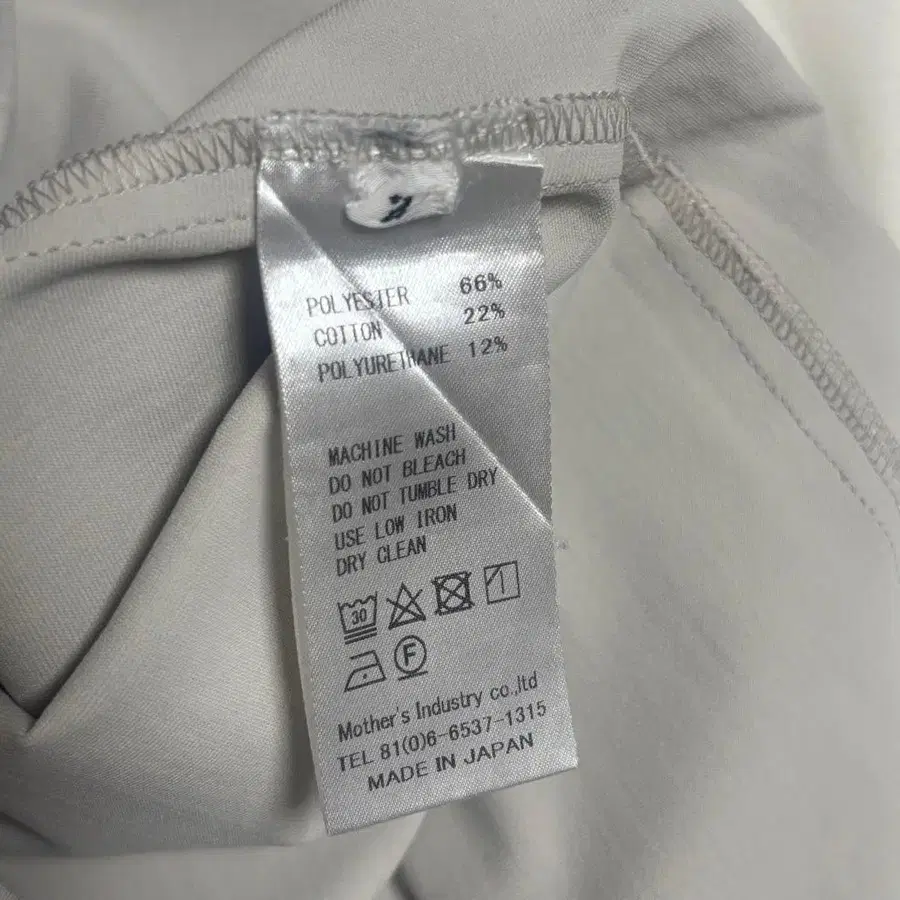 4
POLYESTER 66%
COTTON 22%
POLYURETHANE 12%
MACHINE WASH
DO NOT BLEACH
DO NOT TUMBLE DRY
USE LOW IRON
DRY CLEAN
30
F
Mother's Industry co.,ltd
TEL 81(0)6-6537-1315
MADE IN JAPAN